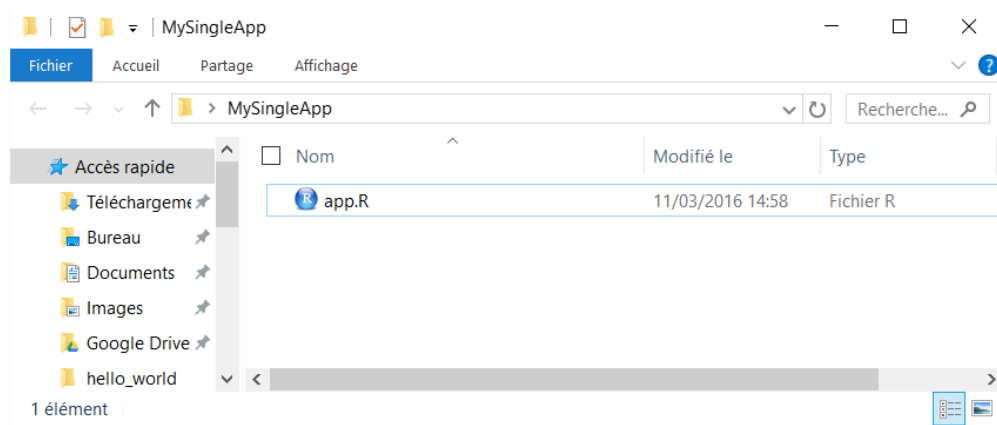 MySingleApp
Fichier Accueil Partage Affichage ?
> MySingleApp Recherche...
Accès rapide Nom Modifié le Type
Téléchargeme R app.R 11/03/2016 14:58 Fichier R
Bureau
Documents
Images
Google Drive
hello_world
1 élément